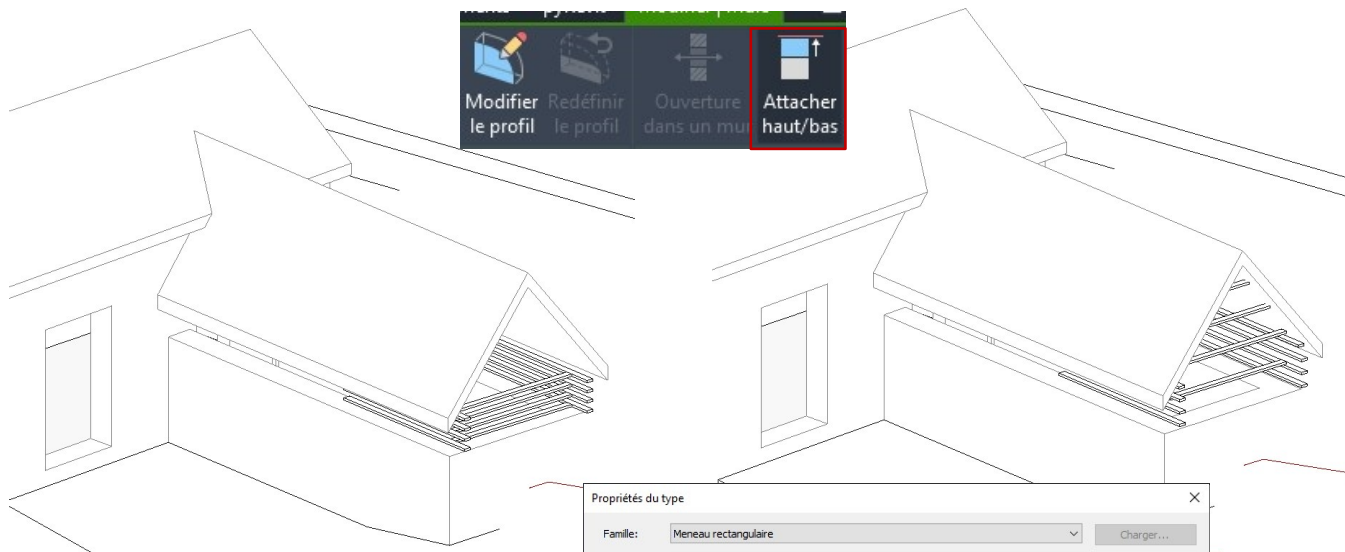 Modifier Redéfinir Ouverture Attacher
le profil le profil dans un mur haut/bas
Propriétés du type
Famille: Meneau rectangulaire Charger...